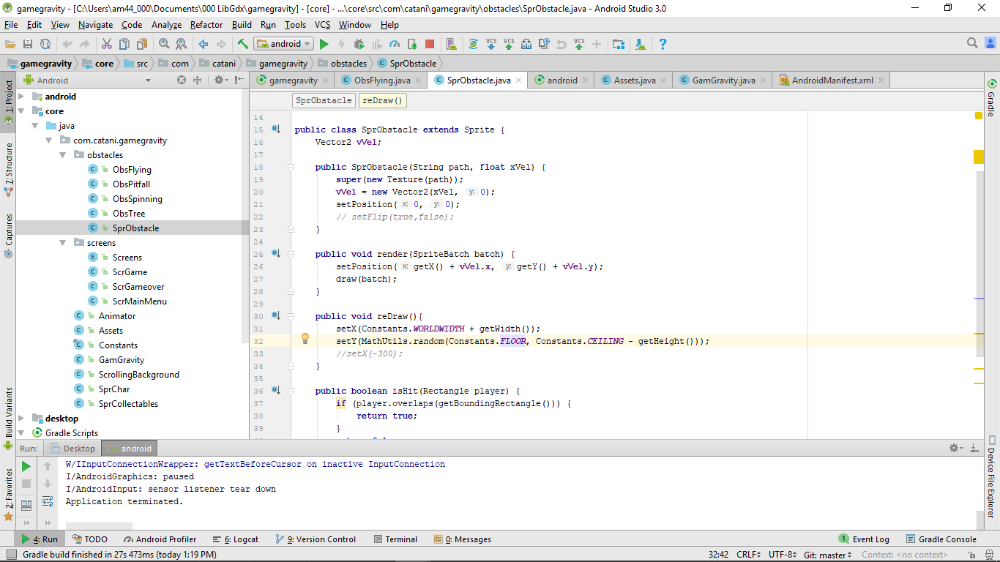 gamegravity - [C:\Users\am44_000\Documents\000 LibGdx\gamegravity] - [core] - ...\core\src\com\catani\gamegravity\obstacles\SprObstacle.java - Android Studio 3.0
File Edit View Navigate Code Analyze Refactor Build Run Tools VCS Window Help
android VCS VCS VCS ?
gamegravity core src com catani gamegravity obstacles SprObstacle
Android gamegravity ObsFlying.java SprObstacle.java android Assets.java GamGravity.java AndroidManifest.xml
1: Project
7: Structure
Captures
Build Variants
2: Favorites
android
core
java
com.catani.gamegravity
obstacles
ObsFlying
ObsPitfall
ObsSpinning
ObsTree
SprObstacle
screens
Screens
ScrGame
ScrGameover
ScrMainMenu
Animator
Assets
Constants
GamGravity
ScrollingBackground
SprChar
SprCollectables
desktop
Gradle Scripts
SprObstacle reDraw()
14
15 public class SprObstacle extends Sprite {
16 Vector2 vVel;
17
18 public SprObstacle(String path, float xVel) {
19 super(new Texture(path));
20 vVel = new Vector2(xVel, y: 0);
21 setPosition( x: 0, y: 0);
22 // setFlip(true,false);
23 }
24
25 public void render(SpriteBatch batch) {
26 setPosition( x: getX() + vVel.x, y: getY() + vVel.y);
27 draw(batch);
28 }
29
30 public void reDraw(){
31 setX(Constants.WORLDWIDTH + getWidth());
32 setY(MathUtils.random(Constants.FLOOR, Constants.CEILING - getHeight()));
33 //setX(-300);
34 }
35
36 public boolean isHit(Rectangle player) {
37 if (player.overlaps(getBoundingRectangle())) {
38 return true;
39 }
Gradle
Device File Explorer
Run: Desktop android
W/IInputConnectionWrapper: getTextBeforeCursor on inactive InputConnection
I/AndroidGraphics: paused
I/AndroidInput: sensor listener tear down
Application terminated.
4: Run TODO Android Profiler 6: Logcat 9: Version Control Terminal 0: Messages 1 Event Log Gradle Console
Gradle build finished in 27s 473ms (today 1:19 PM) 32:42 CRLF UTF-8 Git: master Context: <no context>